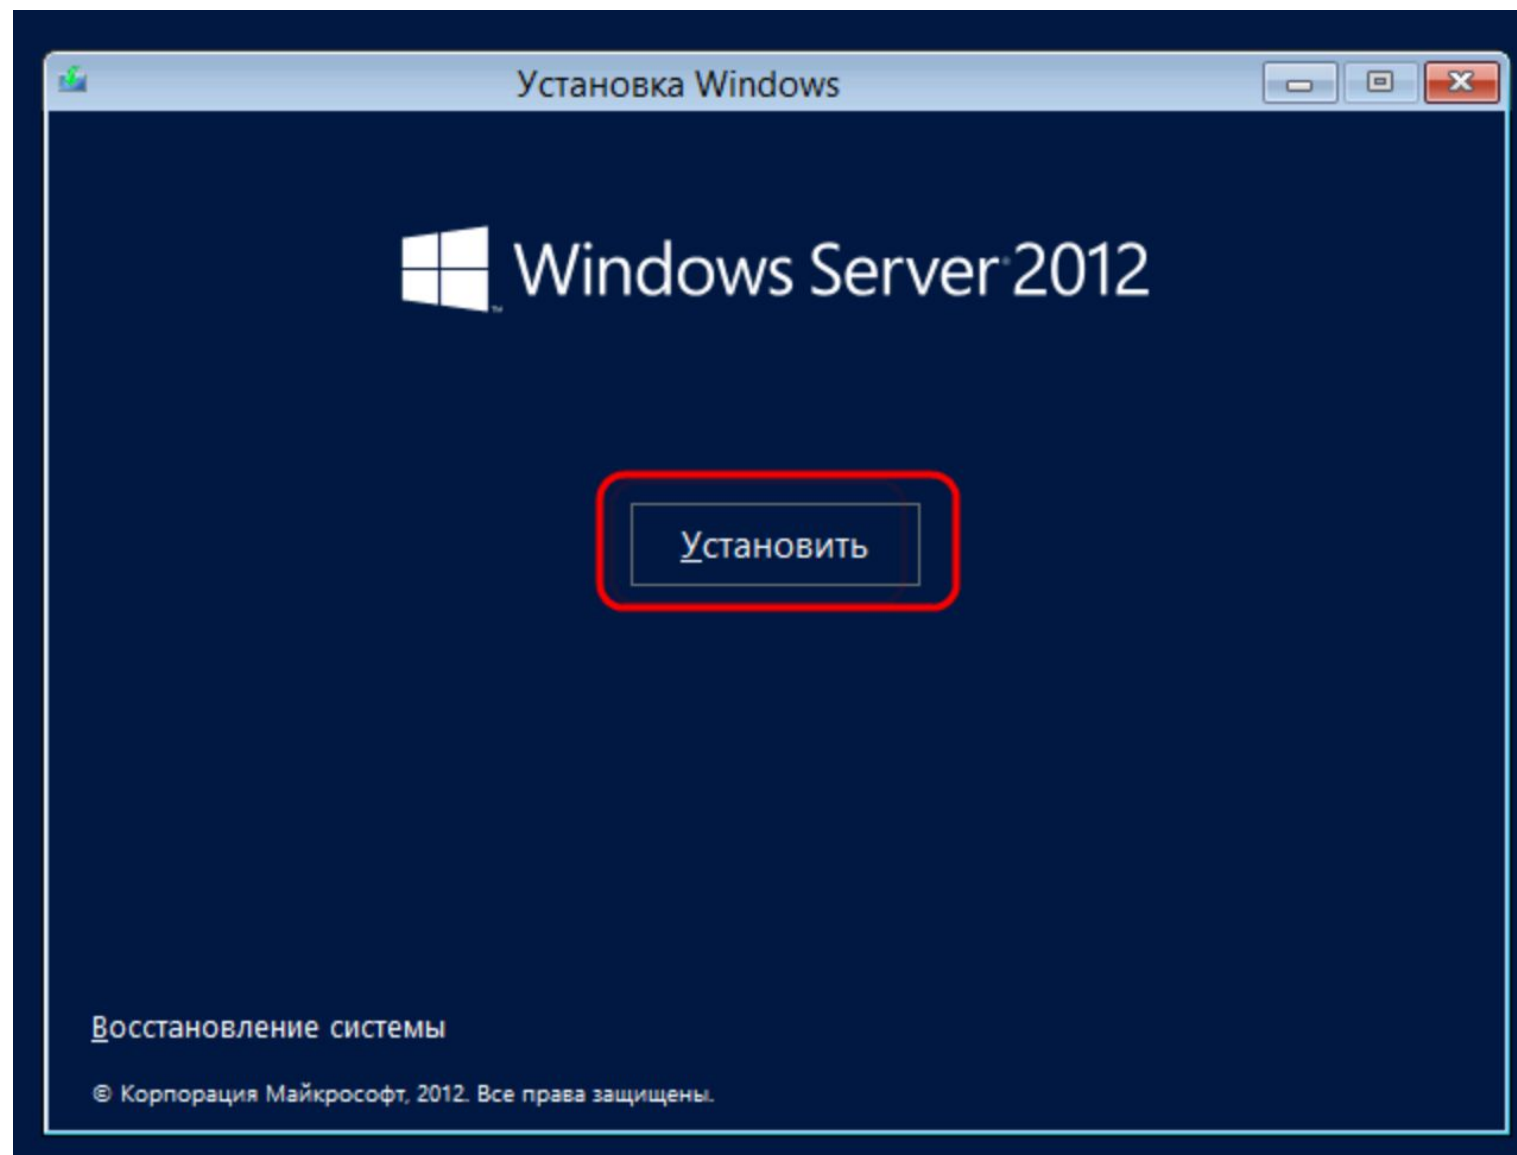 Установка Windows
Windows Server 2012
Установить
Восстановление системы
© Корпорация Майкрософт, 2012. Все права защищены.